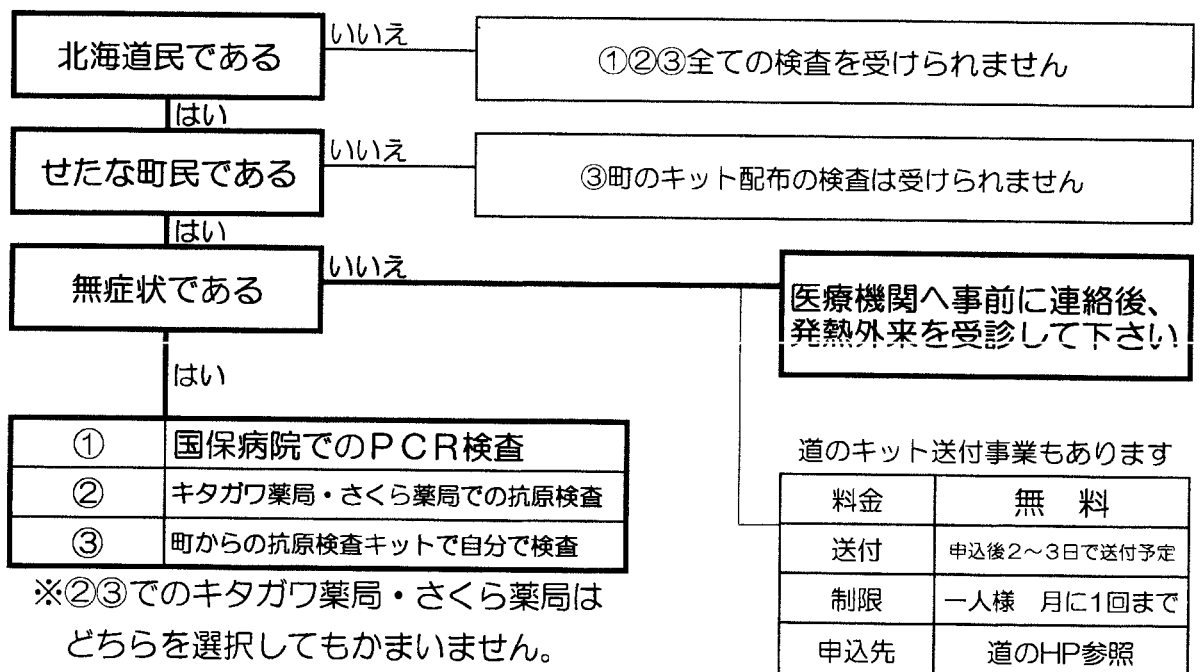 北海道民である
いいえ
①②③全ての検査を受けられません
はい
せたな町民である
いいえ
③町のキット配布の検査は受けられません
はい
無症状である
いいえ
医療機関へ事前に連絡後、
発熱外来を受診して下さい
はい
① 国保病院でのPCR検査
② キタガワ薬局・さくら薬局での抗原検査
③ 町からの抗原検査キットで自分で検査
※②③でのキタガワ薬局・さくら薬局は
どちらを選択してもかまいません。
道のキット送付事業もあります
料金 無 料
送付 申込後2～3日で送付予定
制限 一人様 月に1回まで
申込先 道のHP参照